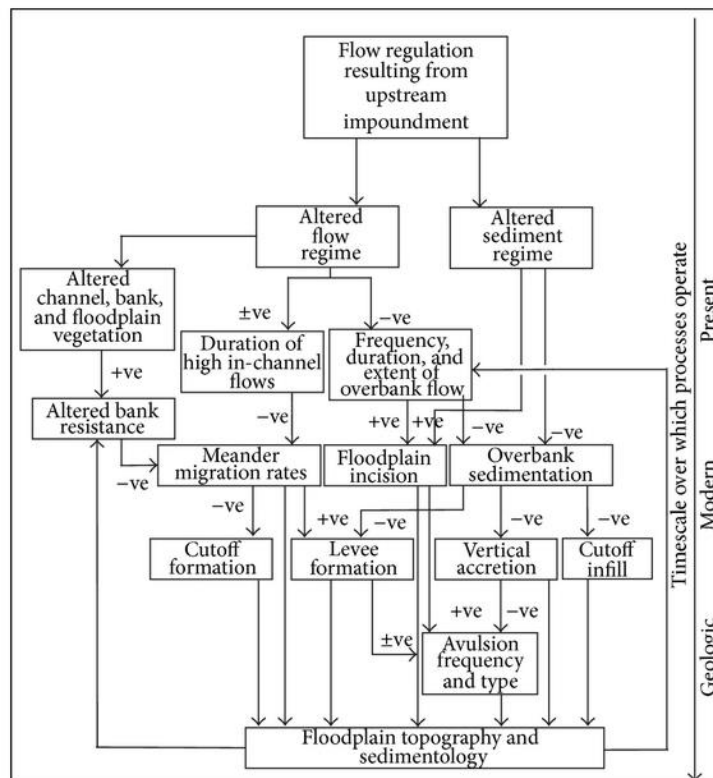 Flow regulation
resulting from
upstream
impoundment
Altered
flow
regime
Altered
sediment
regime
Altered
channel, bank,
and floodplain
vegetation
±ve
−ve
Duration of
high in-channel
flows
Frequency,
duration, and
extent of
overbank flow
+ve
Altered bank
resistance
−ve
+ve
+ve
−ve
−ve
−ve
Meander
migration rates
Floodplain
incision
Overbank
sedimentation
−ve
+ve
−ve
−ve
−ve
Cutoff
formation
Levee
formation
Vertical
accretion
Cutoff
infill
±ve
+ve
−ve
Avulsion
frequency
and type
Floodplain topography and
sedimentology
Timescale over which processes operate
Present
Modern
Geologic